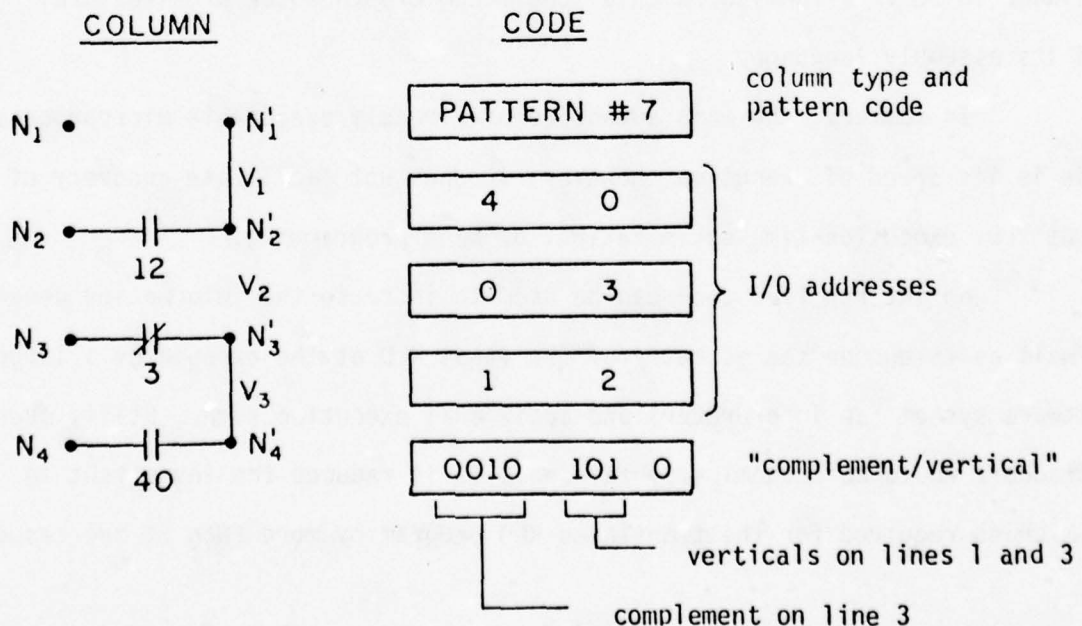 COLUMN
CODE
N₁
N'₁
V₁
N₂
N'₂
12
V₂
N₃
N'₃
3
V₃
N₄
N'₄
40
PATTERN #7
4 0
0 3
1 2
0010 101 0
column type and
pattern code
I/O addresses
"complement/vertical"
verticals on lines 1 and 3
complement on line 3